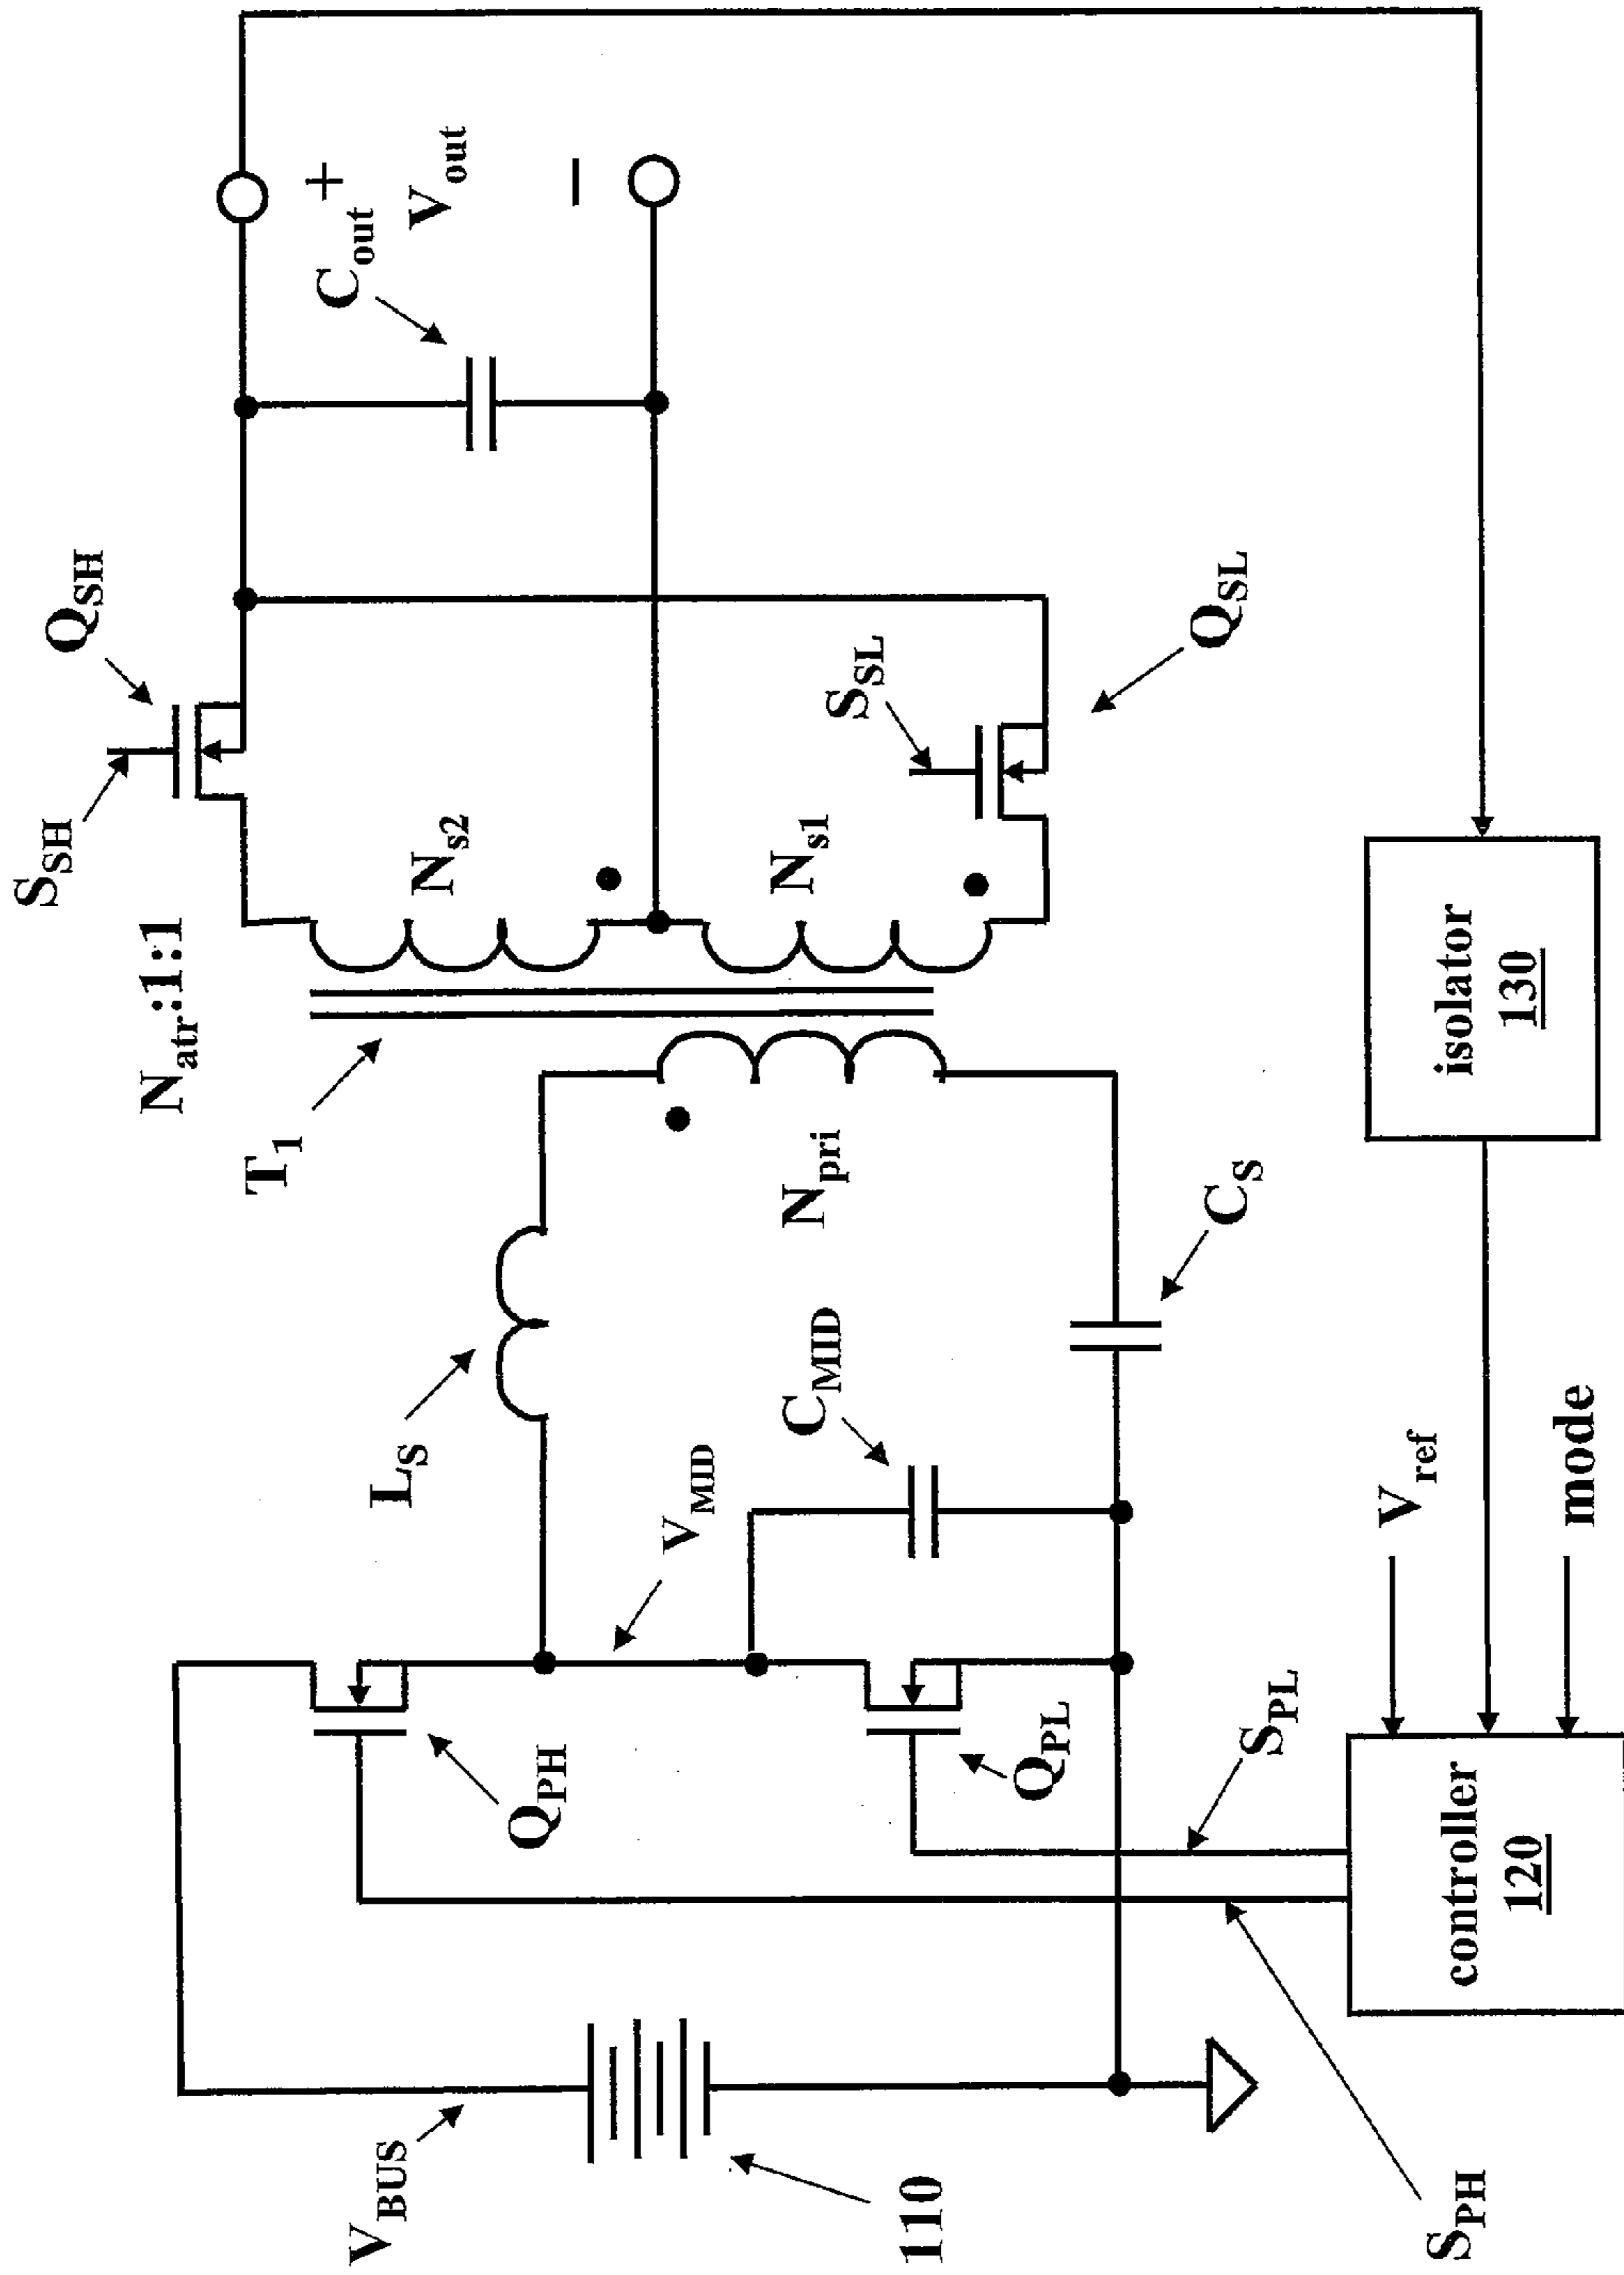 V_BUS
110
Q_PH
Q_PL
S_PH
S_PL
controller
120
V_ref
mode
V_MID
L_S
C_MID
C_S
N_pri
T_1
N_atr:1:1
N_s2
N_s1
S_SH
Q_SH
S_SL
Q_SL
C_out
+
V_out
−
isolator
130